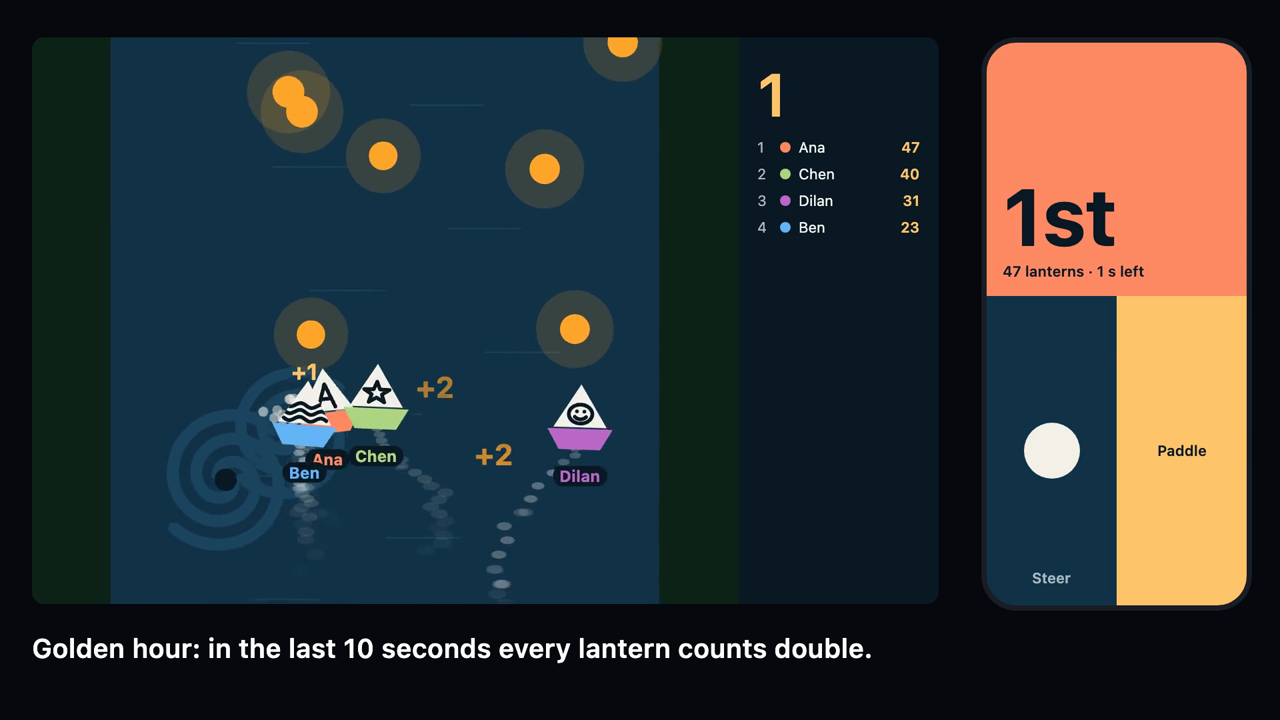 1
1 Ana 47
2 Chen 40
3 Dilan 31
4 Ben 23
+1
A
+2
+2
Ana
Chen
Ben
Dilan
1st
47 lanterns · 1 s left
Paddle
Steer
Golden hour: in the last 10 seconds every lantern counts double.